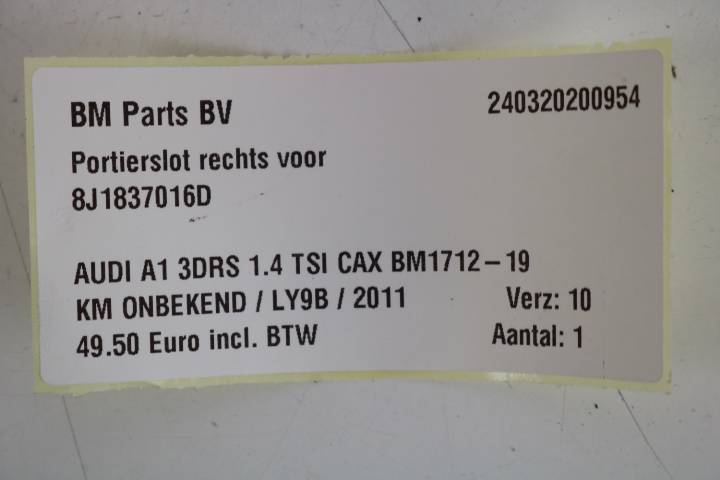 BM Parts BV 240320200954
Portierslot rechts voor
8J1837016D
AUDI A1 3DRS 1.4 TSI CAX BM1712-19
KM ONBEKEND / LY9B / 2011 Verz: 10
49.50 Euro incl. BTW Aantal: 1